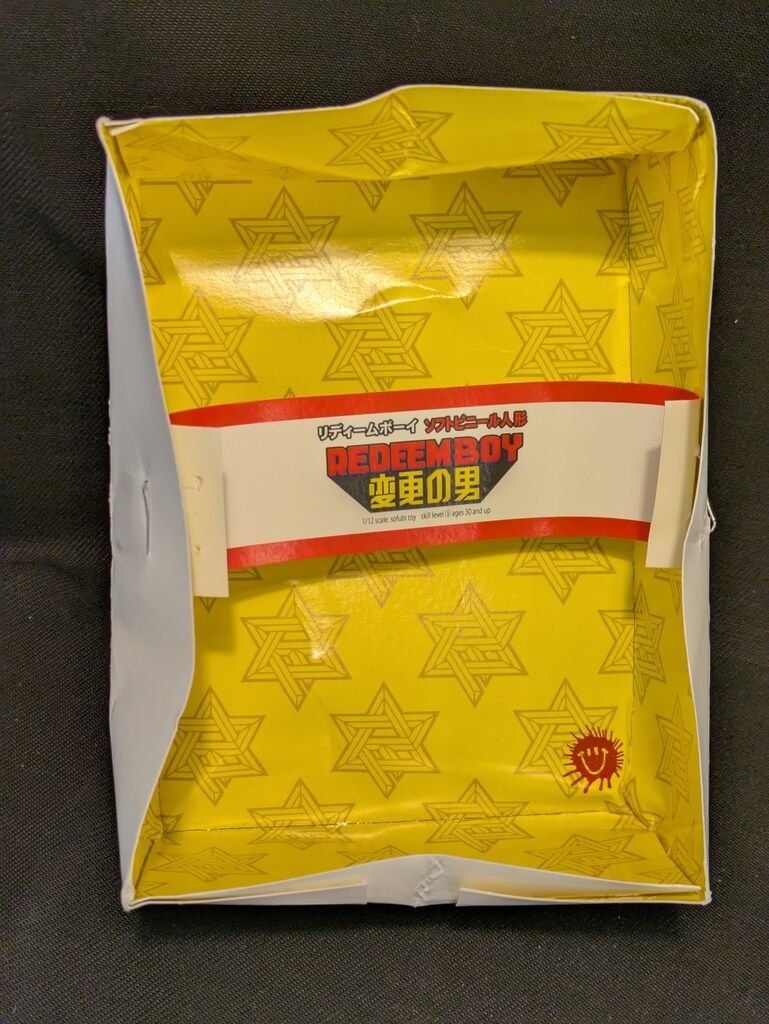 リディームボーイ ソフトビニール人形
REDEEMBOY
変更の男
1/12 scale sofubi toy skill level ③ ages 30 and up